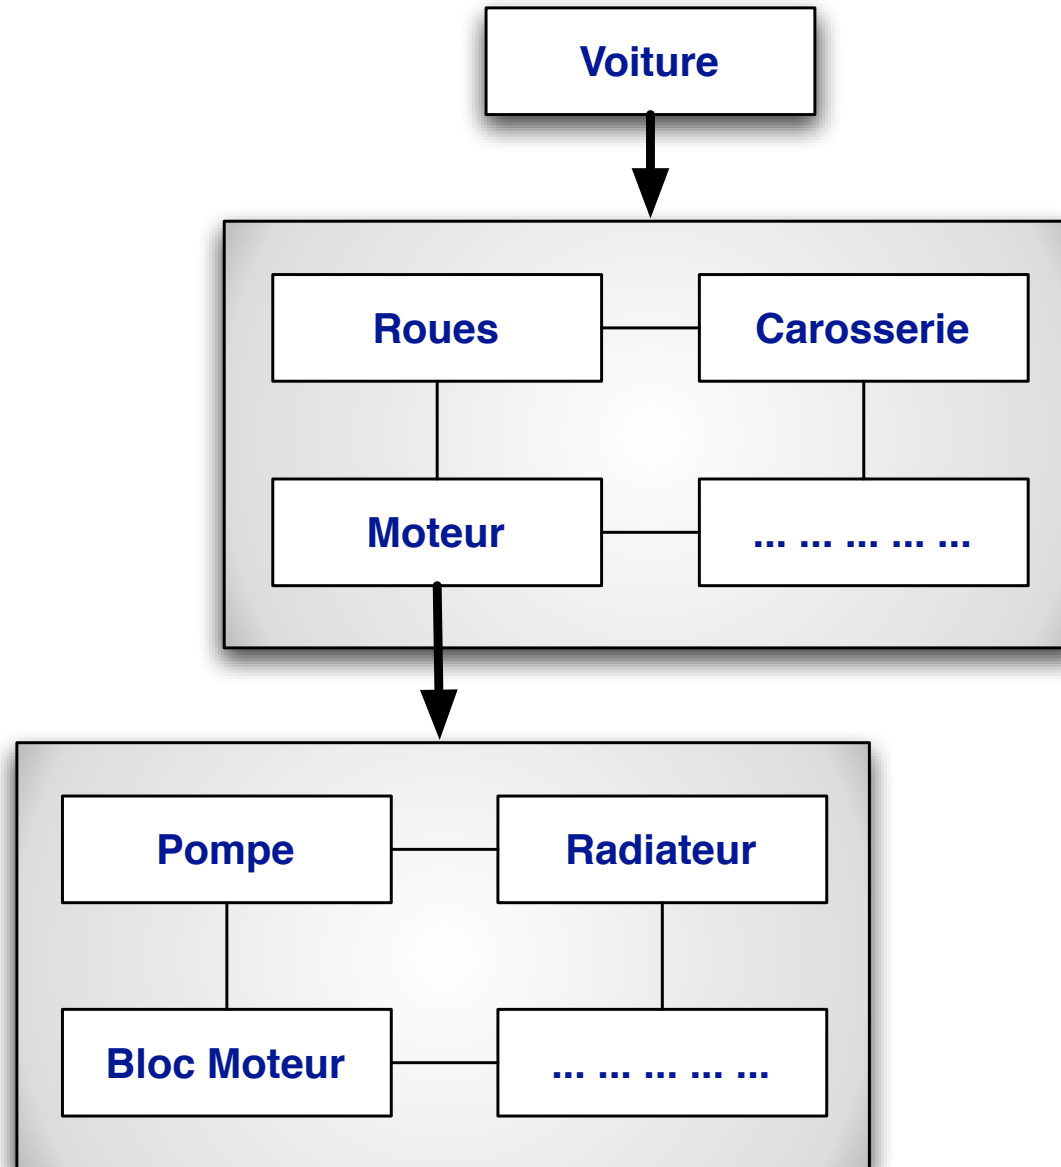 Voiture
Roues
Carosserie
Moteur
... ... ... ... ...
Pompe
Radiateur
Bloc Moteur
... ... ... ... ...